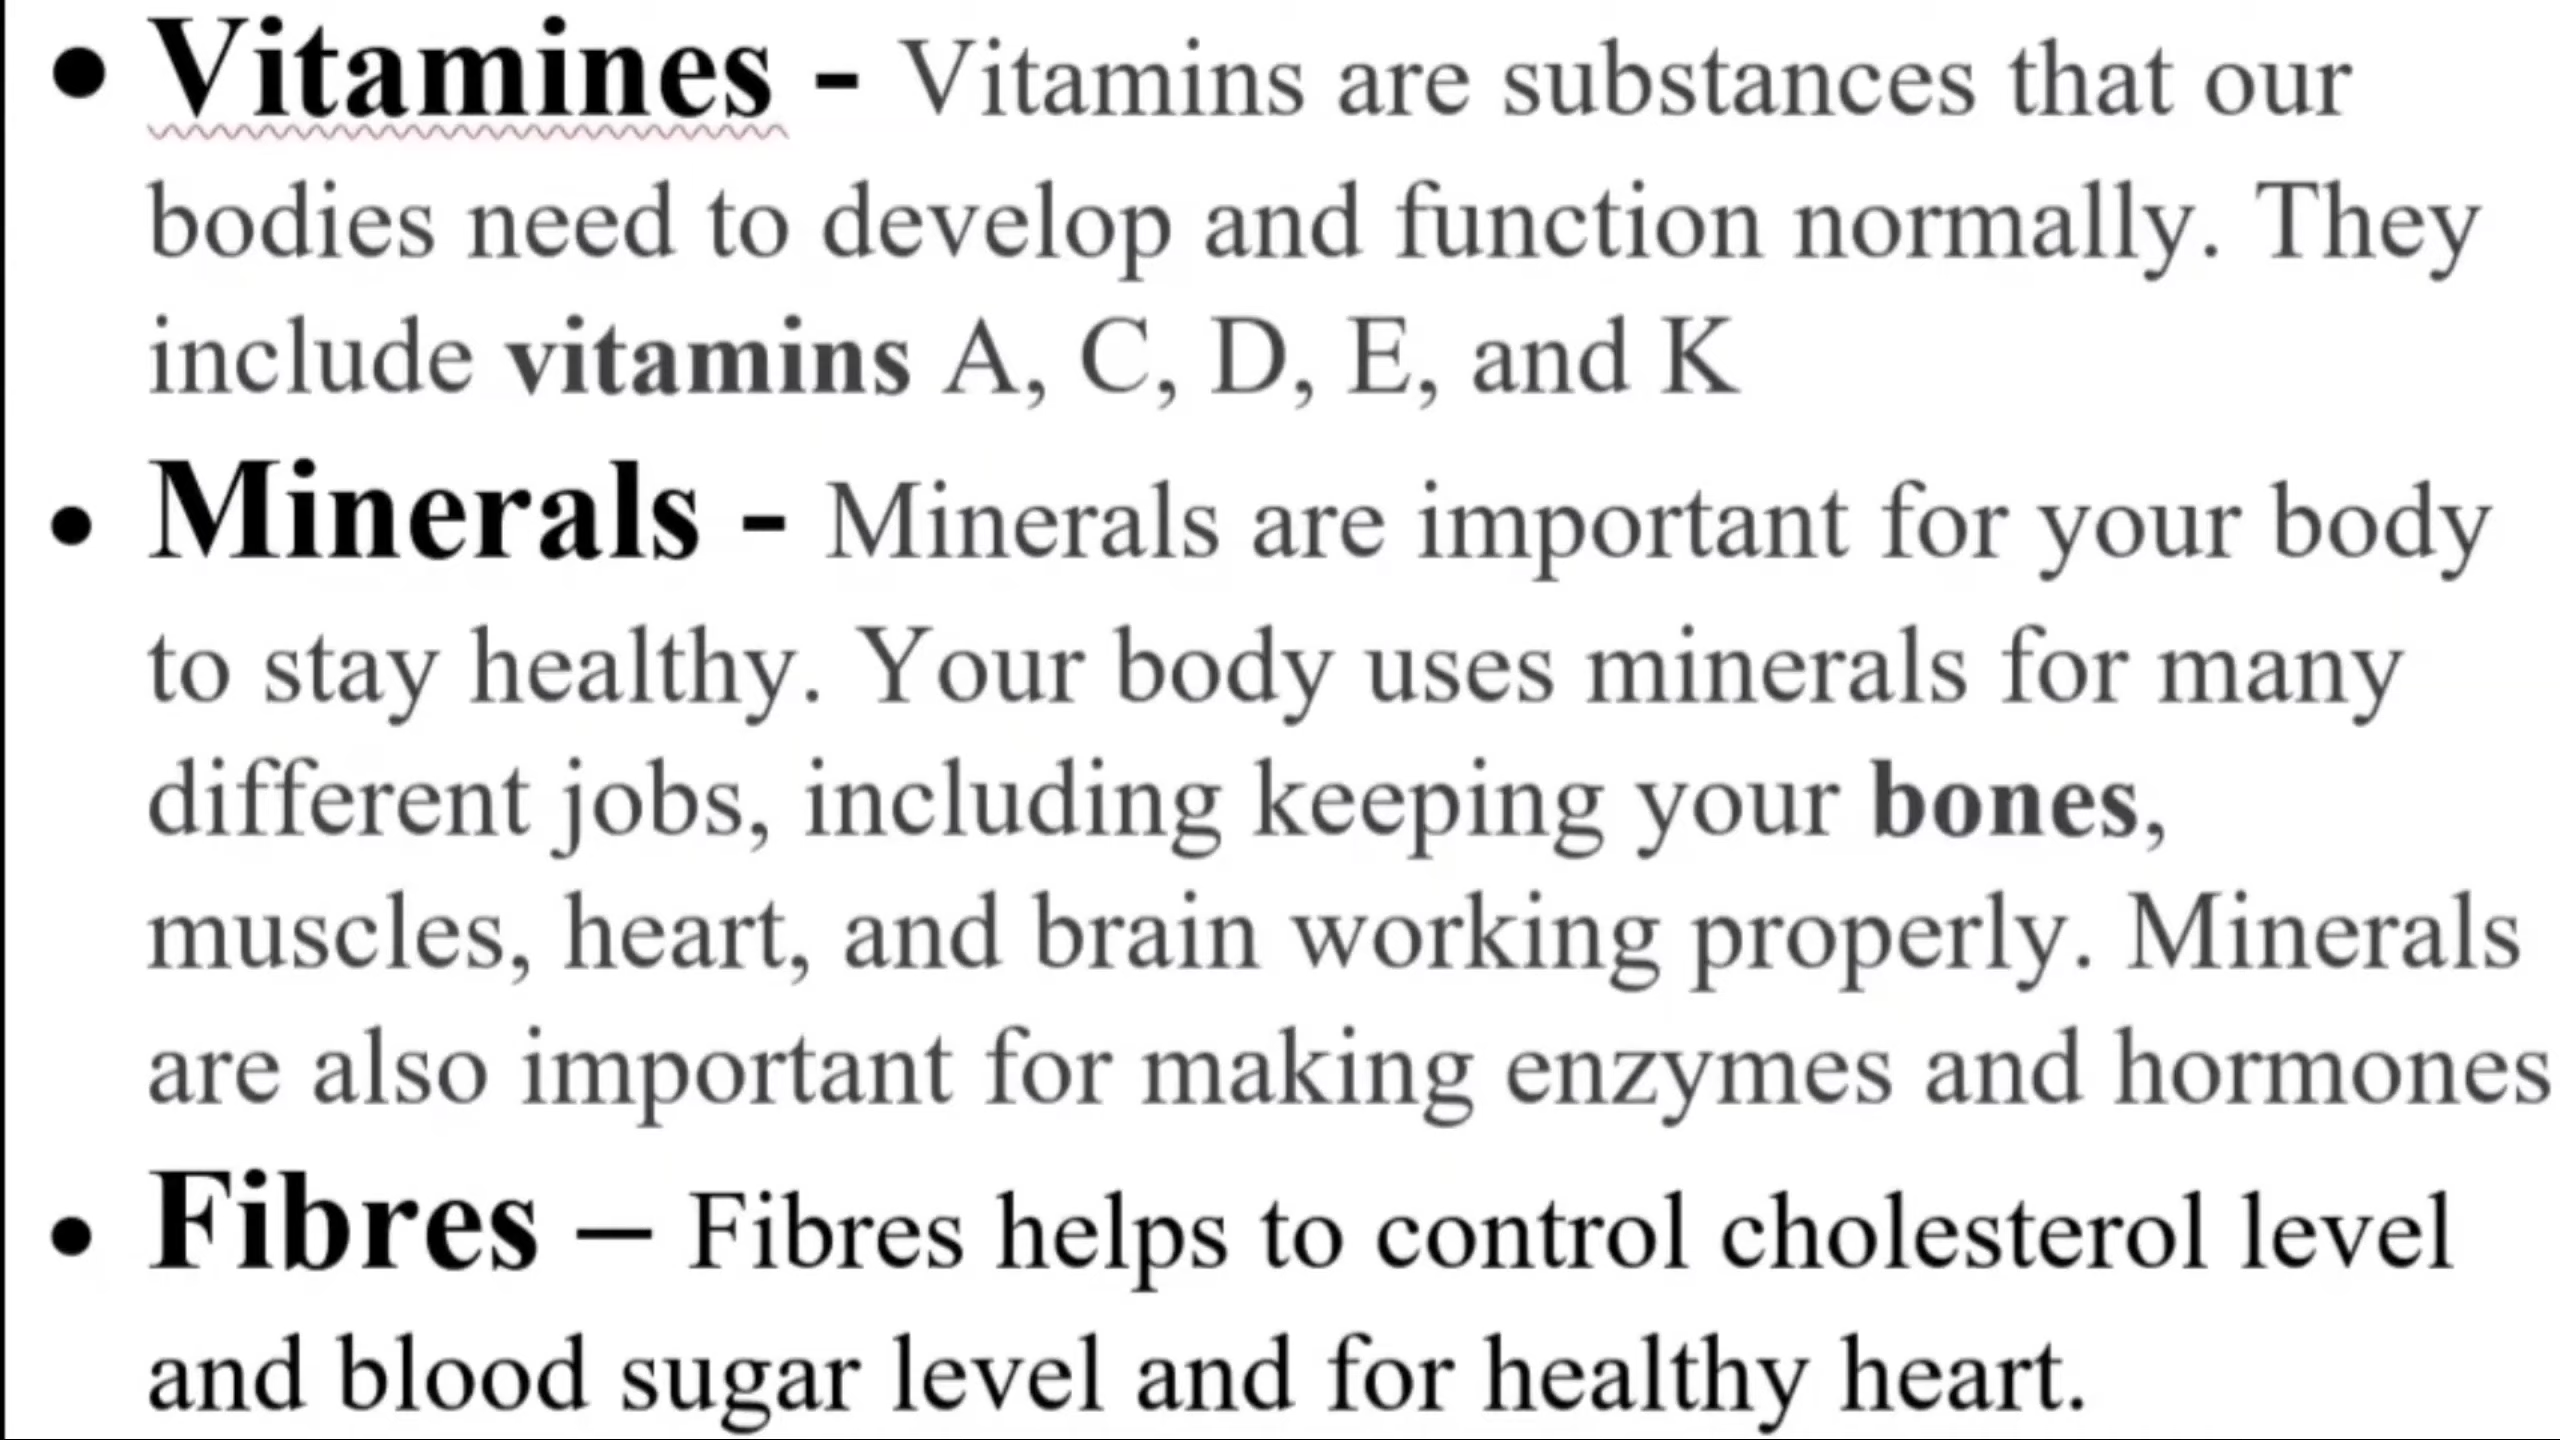 • Vitamines - Vitamins are substances that our
bodies need to develop and function normally. They
include vitamins A, C, D, E, and K
• Minerals - Minerals are important for your body
to stay healthy. Your body uses minerals for many
different jobs, including keeping your bones,
muscles, heart, and brain working properly. Minerals
are also important for making enzymes and hormones
• Fibres – Fibres helps to control cholesterol level
and blood sugar level and for healthy heart.